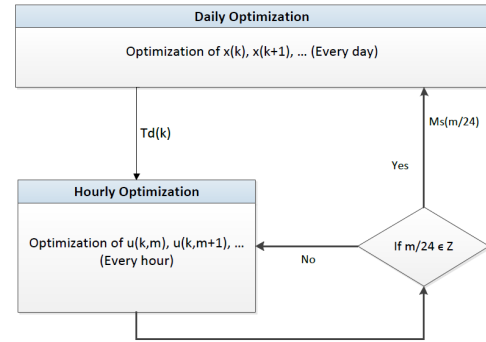 Daily Optimization
Optimization of x(k), x(k+1), ... (Every day)
Td(k)
Ms(m/24)
Yes
Hourly Optimization
Optimization of u(k,m), u(k,m+1), ...
(Every hour)
No
If m/24 ϵ Z